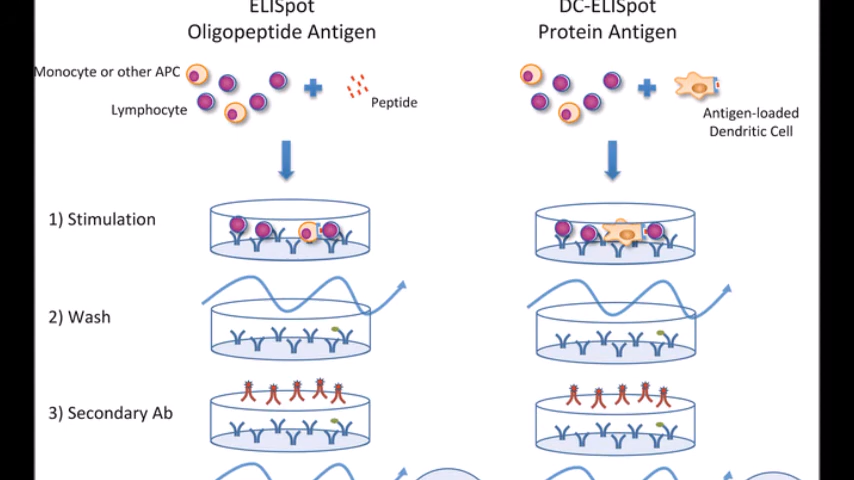 ELISpot
Oligopeptide Antigen
DC-ELISpot
Protein Antigen
Monocyte or other APC
Lymphocyte
Peptide
Antigen-loaded
Dendritic Cell
1) Stimulation
2) Wash
3) Secondary Ab